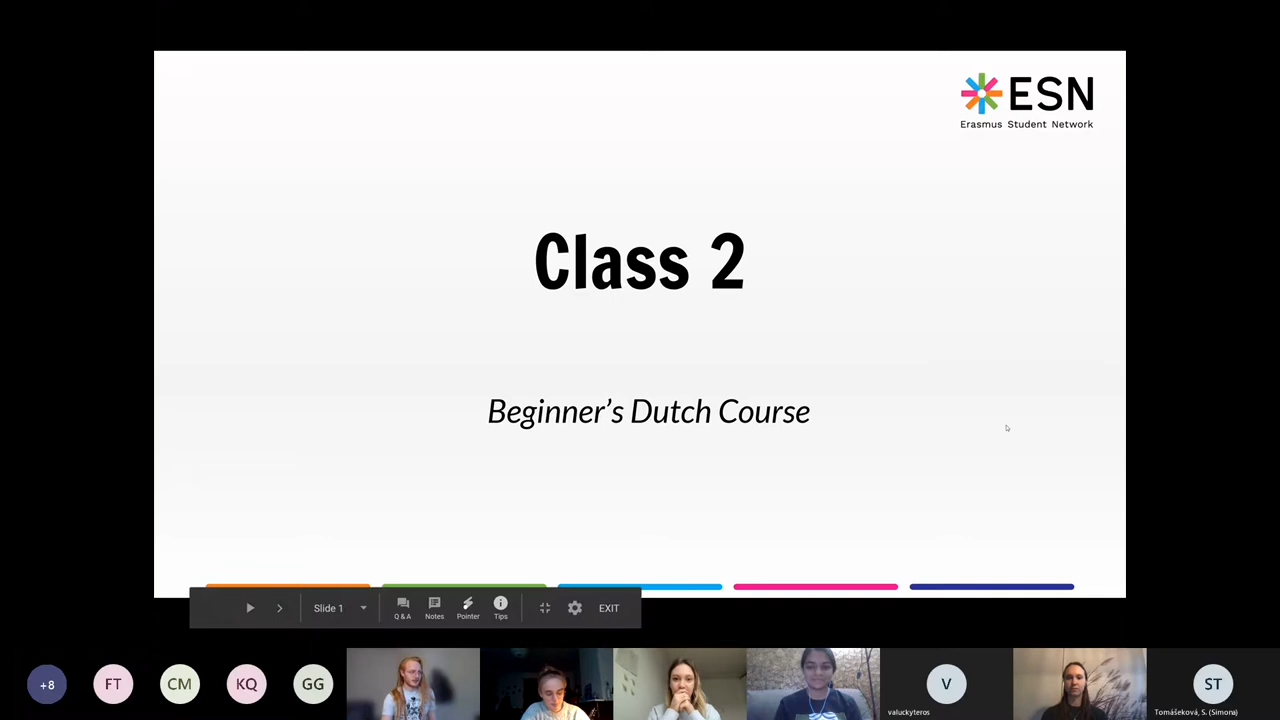 ESN
Erasmus Student Network
Class 2
Beginner's Dutch Course
Slide 1
Q & A
Notes
Pointer
Tips
EXIT
+8
FT
CM
KQ
GG
V
valuckyteros
ST
Tomášeková, S. (Simona)